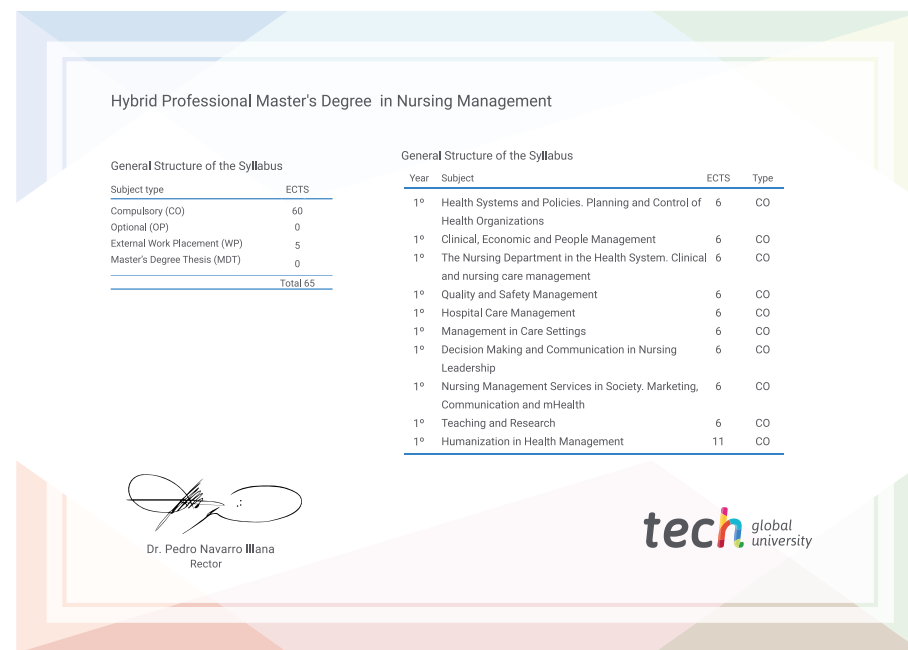 Hybrid Professional Master's Degree in Nursing Management
General Structure of the Syllabus
Subject type ECTS
Compulsory (CO) 60
Optional (OP) 0
External Work Placement (WP) 5
Master's Degree Thesis (MDT) 0
Total 65
General Structure of the Syllabus
Year Subject ECTS Type
1º Health Systems and Policies. Planning and Control of 6 CO
Health Organizations
1º Clinical, Economic and People Management 6 CO
1º The Nursing Department in the Health System. Clinical 6 CO
and nursing care management
1º Quality and Safety Management 6 CO
1º Hospital Care Management 6 CO
1º Management in Care Settings 6 CO
1º Decision Making and Communication in Nursing 6 CO
Leadership
1º Nursing Management Services in Society. Marketing, 6 CO
Communication and mHealth
1º Teaching and Research 6 CO
1º Humanization in Health Management 11 CO
Dr. Pedro Navarro Illana
Rector
tech global
university